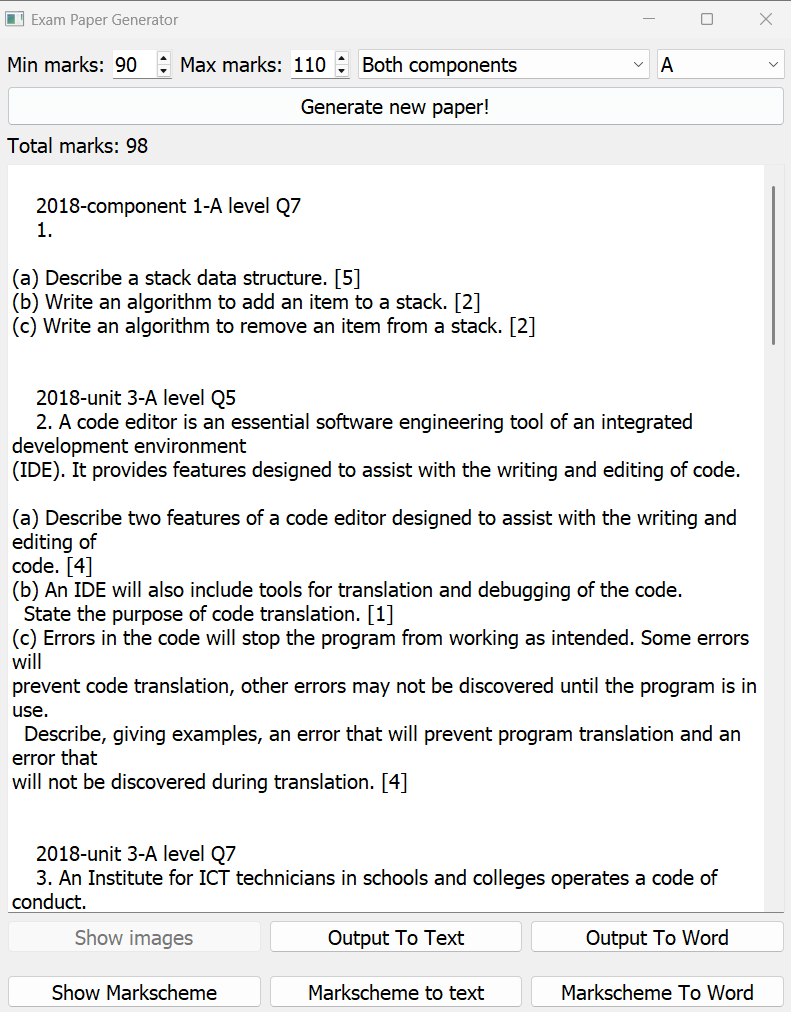 Exam Paper Generator
Min marks: 90 Max marks: 110 Both components A
Generate new paper!
Total marks: 98
2018-component 1-A level Q7
1.
(a) Describe a stack data structure. [5]
(b) Write an algorithm to add an item to a stack. [2]
(c) Write an algorithm to remove an item from a stack. [2]
2018-unit 3-A level Q5
2. A code editor is an essential software engineering tool of an integrated
development environment
(IDE). It provides features designed to assist with the writing and editing of code.
(a) Describe two features of a code editor designed to assist with the writing and
editing of
code. [4]
(b) An IDE will also include tools for translation and debugging of the code.
State the purpose of code translation. [1]
(c) Errors in the code will stop the program from working as intended. Some errors
will
prevent code translation, other errors may not be discovered until the program is in
use.
Describe, giving examples, an error that will prevent program translation and an
error that
will not be discovered during translation. [4]
2018-unit 3-A level Q7
3. An Institute for ICT technicians in schools and colleges operates a code of
conduct.
Show images Output To Text Output To Word
Show Markscheme Markscheme to text Markscheme To Word